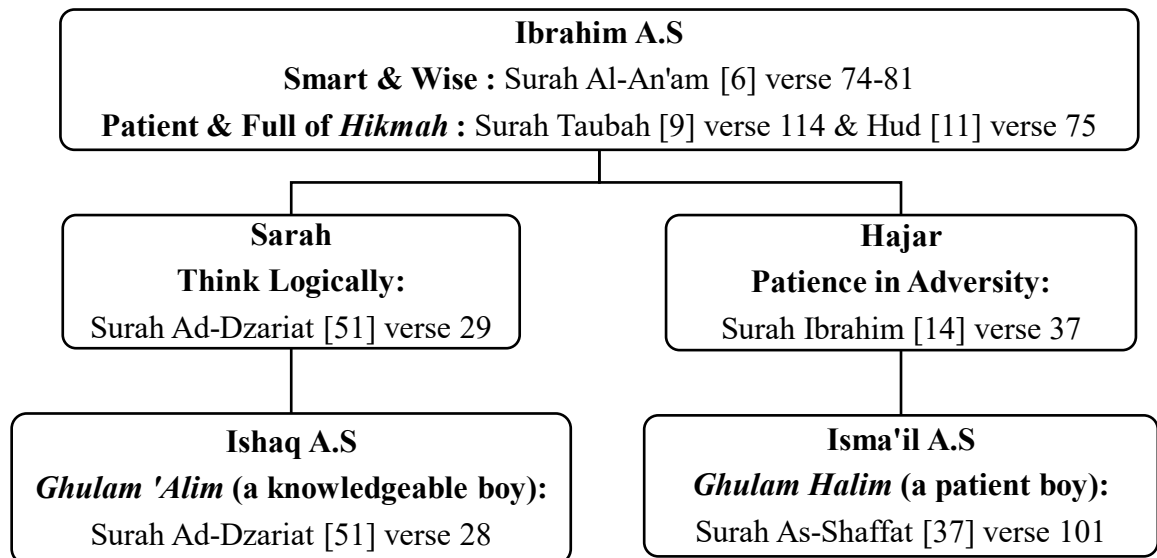 Ibrahim A.S
Smart & Wise : Surah Al-An'am [6] verse 74-81
Patient & Full of Hikmah : Surah Taubah [9] verse 114 & Hud [11] verse 75
Sarah
Think Logically:
Surah Ad-Dzariat [51] verse 29
Hajar
Patience in Adversity:
Surah Ibrahim [14] verse 37
Ishaq A.S
Ghulam 'Alim (a knowledgeable boy):
Surah Ad-Dzariat [51] verse 28
Isma'il A.S
Ghulam Halim (a patient boy):
Surah As-Shaffat [37] verse 101